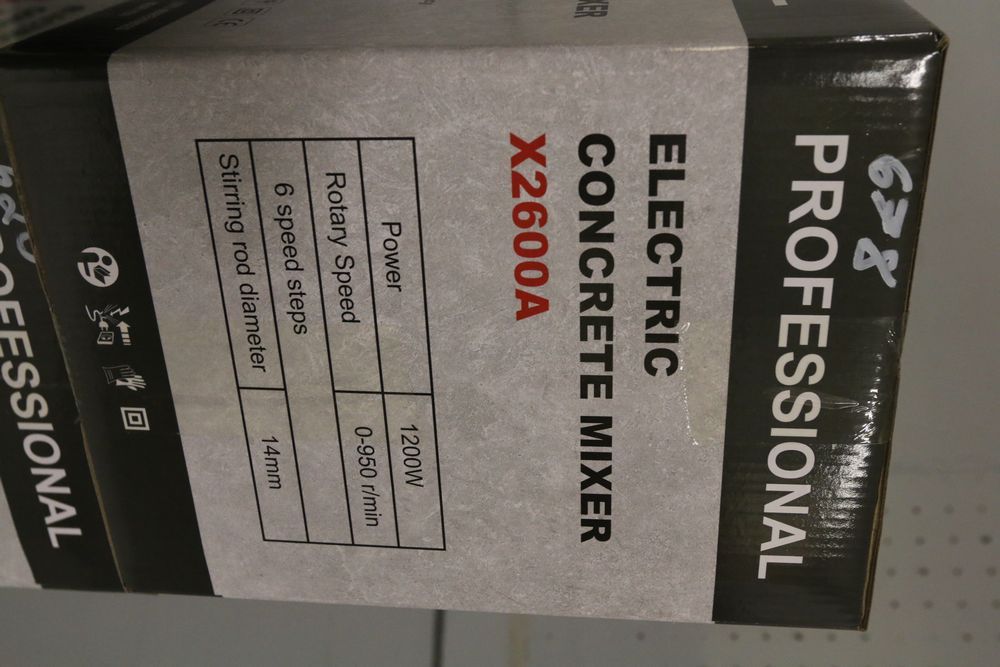 PROFESSIONAL
ELECTRIC
CONCRETE MIXER
X2600A
Power 1200W
Rotary Speed 0-950 r/min
6 speed steps
Stirring rod diameter 14mm
CE